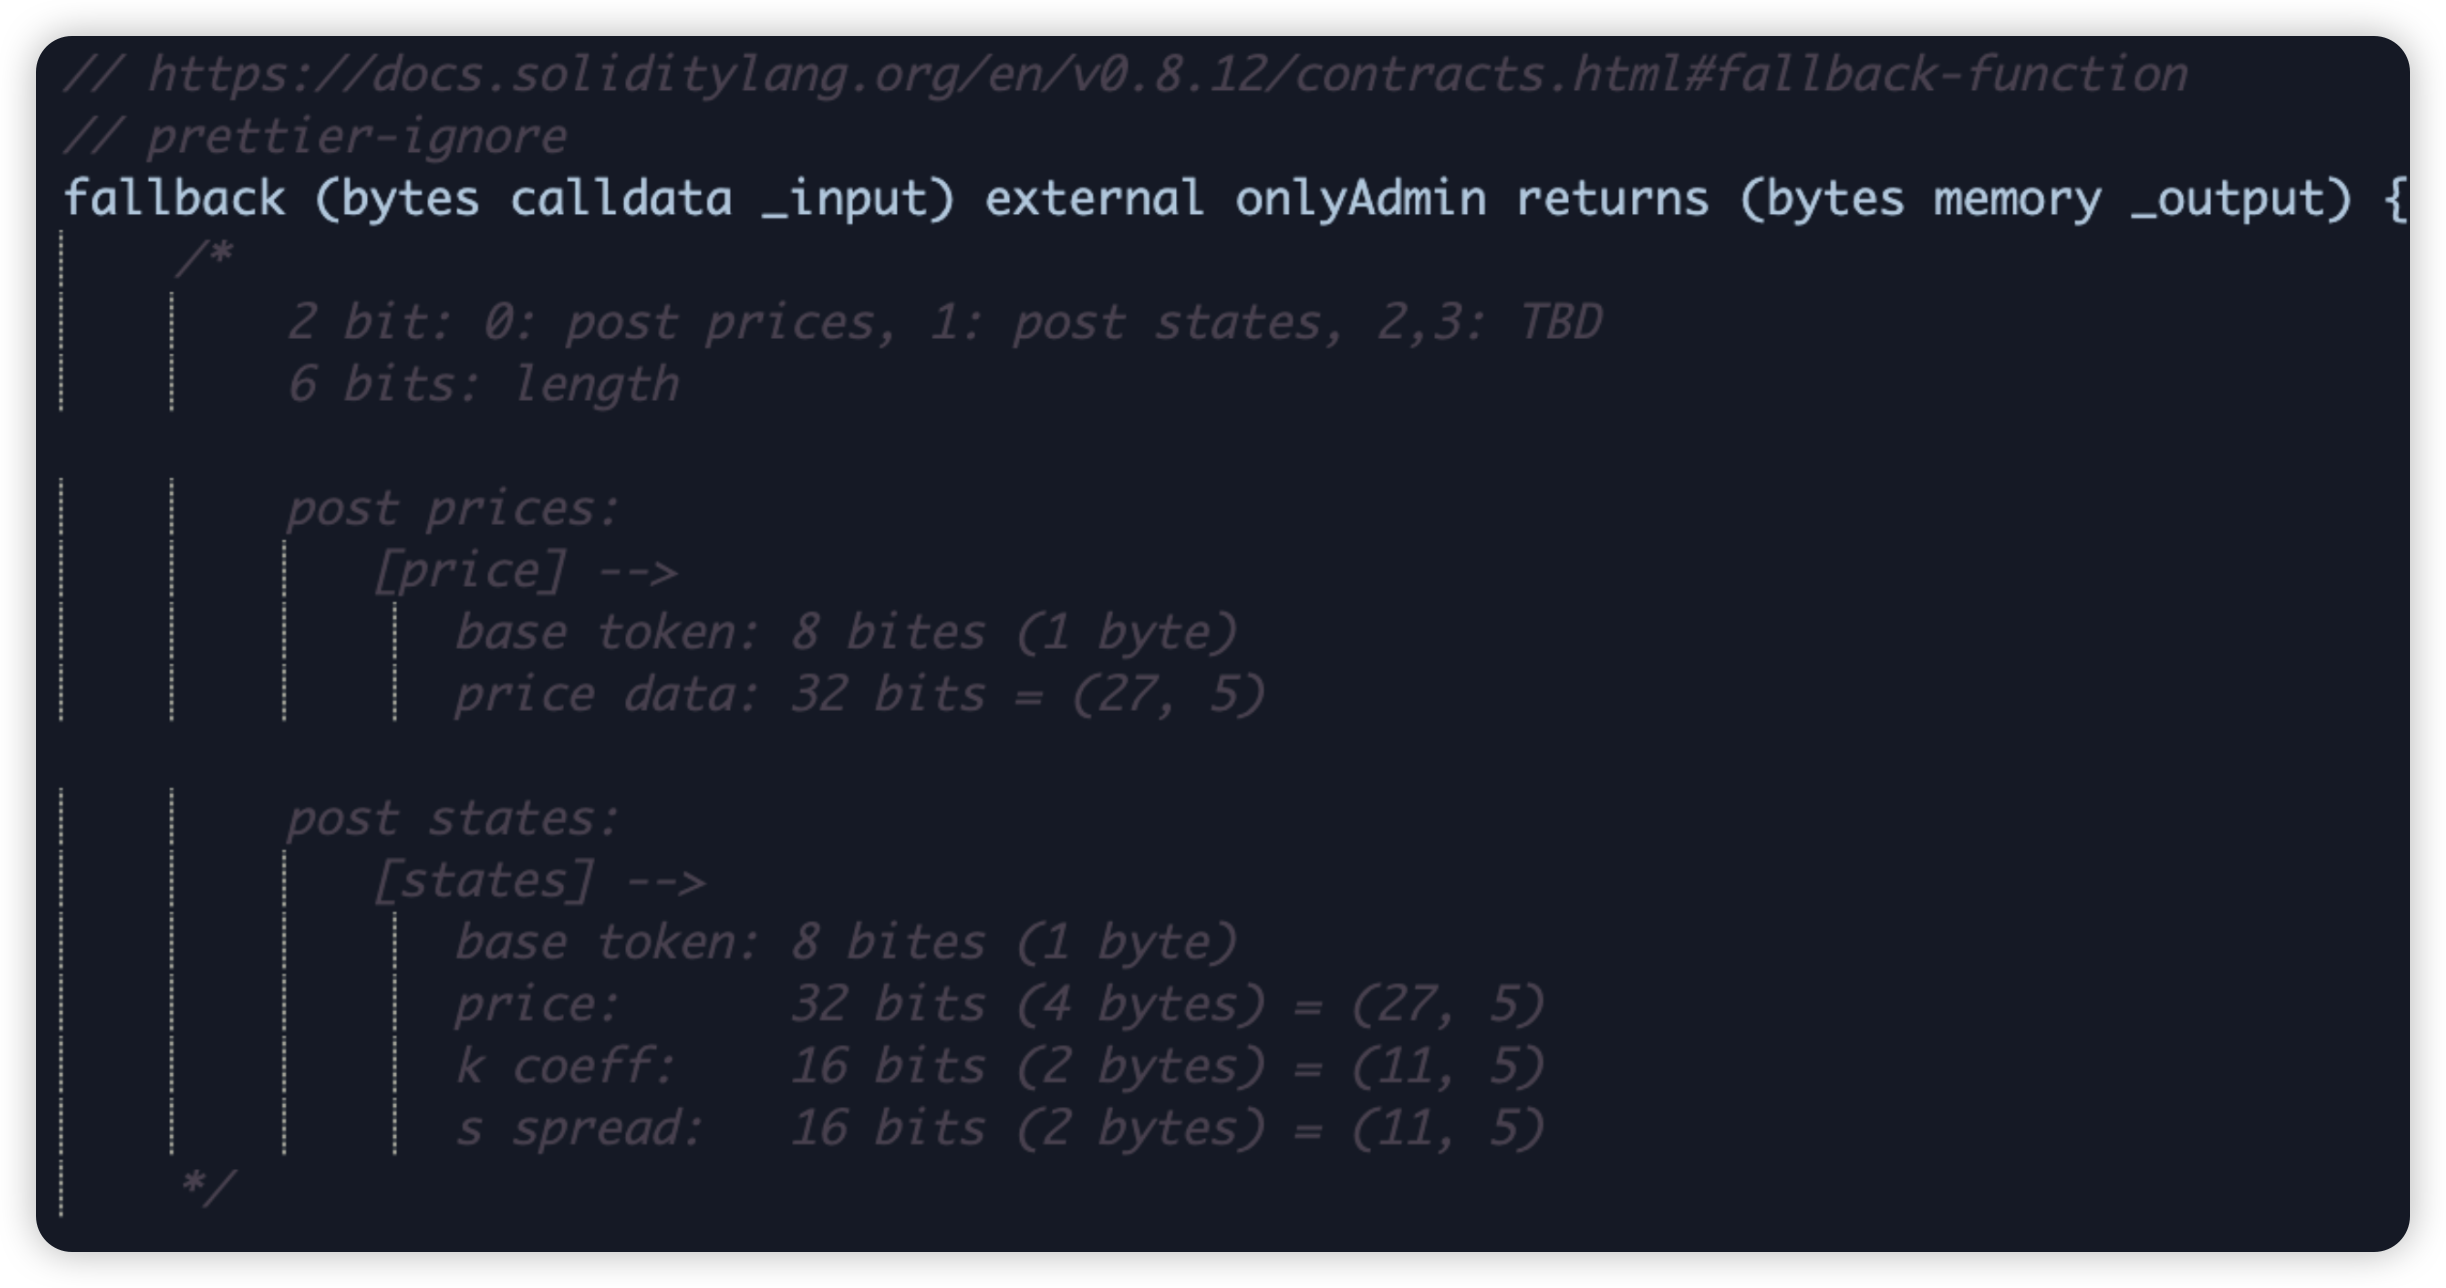 // https://docs.soliditylang.org/en/v0.8.12/contracts.html#fallback-function
// prettier-ignore
fallback (bytes calldata _input) external onlyAdmin returns (bytes memory _output) {
/*
2 bit: 0: post prices, 1: post states, 2,3: TBD
6 bits: length
post prices:
[price] -->
base token: 8 bites (1 byte)
price data: 32 bits = (27, 5)
post states:
[states] -->
base token: 8 bites (1 byte)
price:      32 bits (4 bytes) = (27, 5)
k coeff:    16 bits (2 bytes) = (11, 5)
s spread:   16 bits (2 bytes) = (11, 5)
*/